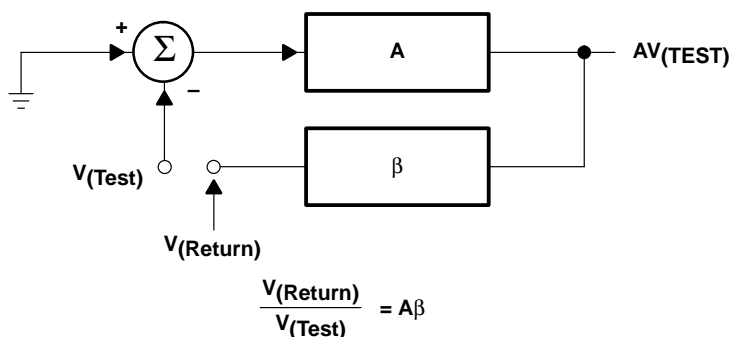 +
Σ
A
AV(TEST)
−
β
V(Test)
V(Return)
V(Return)
V(Test)
= Aβ